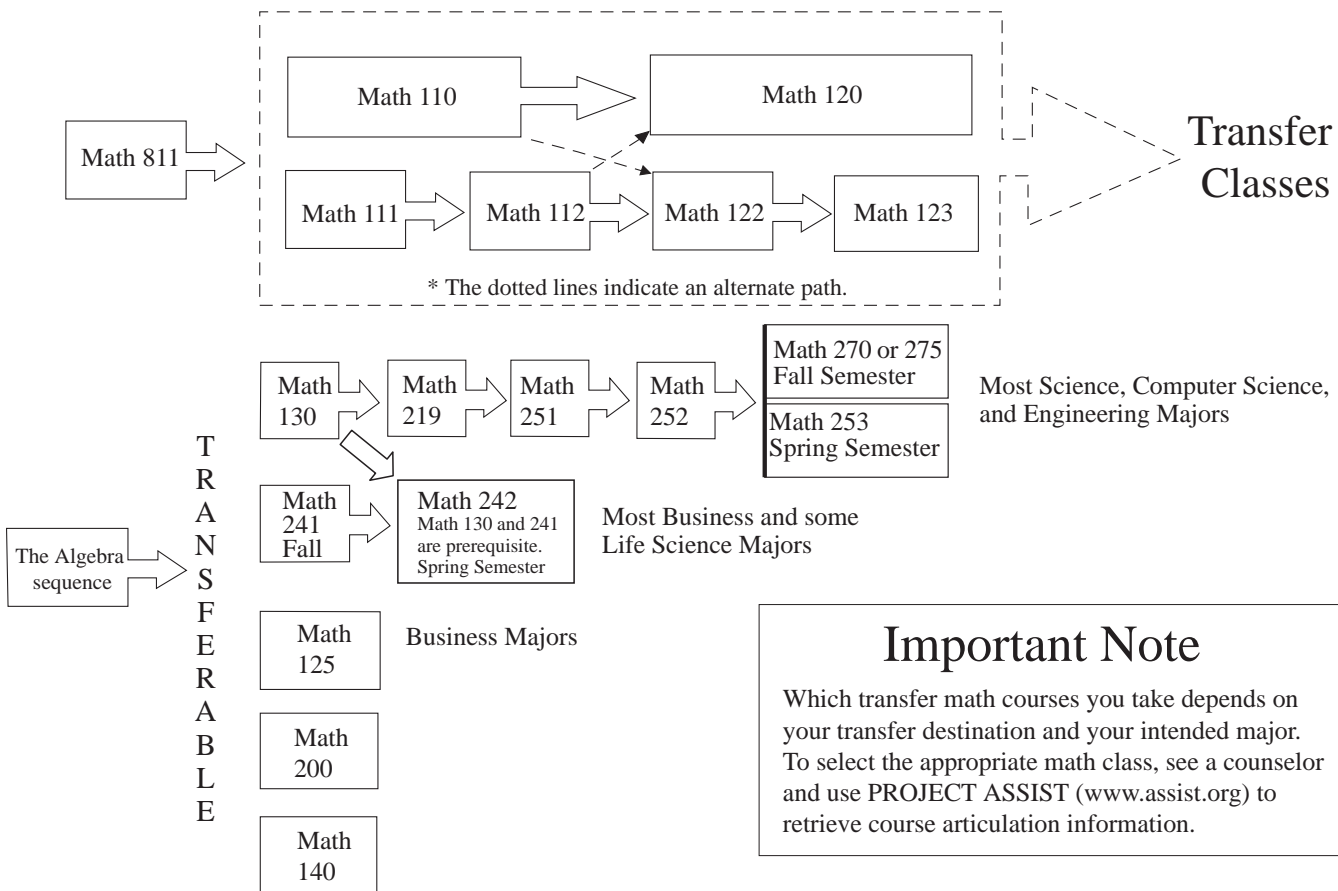 Math 110
Math 120
Math 811
Transfer
Classes
Math 111
Math 112
Math 122
Math 123
* The dotted lines indicate an alternate path.
Math
130
Math
219
Math
251
Math
252
Math 270 or 275
Fall Semester
Math 253
Spring Semester
Most Science, Computer Science,
and Engineering Majors
The Algebra
sequence
T
R
A
N
S
F
E
R
A
B
L
E
Math
241
Fall
Math 242
Math 130 and 241
are prerequisite.
Spring Semester
Most Business and some
Life Science Majors
Math
125
Business Majors
Math
200
Math
140
Important Note
Which transfer math courses you take depends on
your transfer destination and your intended major.
To select the appropriate math class, see a counselor
and use PROJECT ASSIST (www.assist.org) to
retrieve course articulation information.